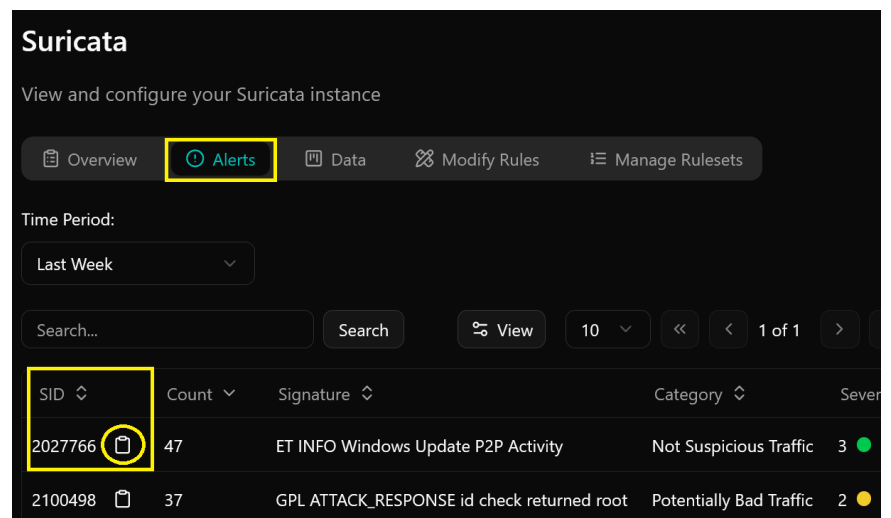 Suricata
View and configure your Suricata instance
Overview Alerts Data Modify Rules Manage Rulesets
Time Period:
Last Week
Search... Search View 10 1 of 1
SID Count Signature Category Sever
2027766 47 ET INFO Windows Update P2P Activity Not Suspicious Traffic 3
2100498 37 GPL ATTACK_RESPONSE id check returned root Potentially Bad Traffic 2